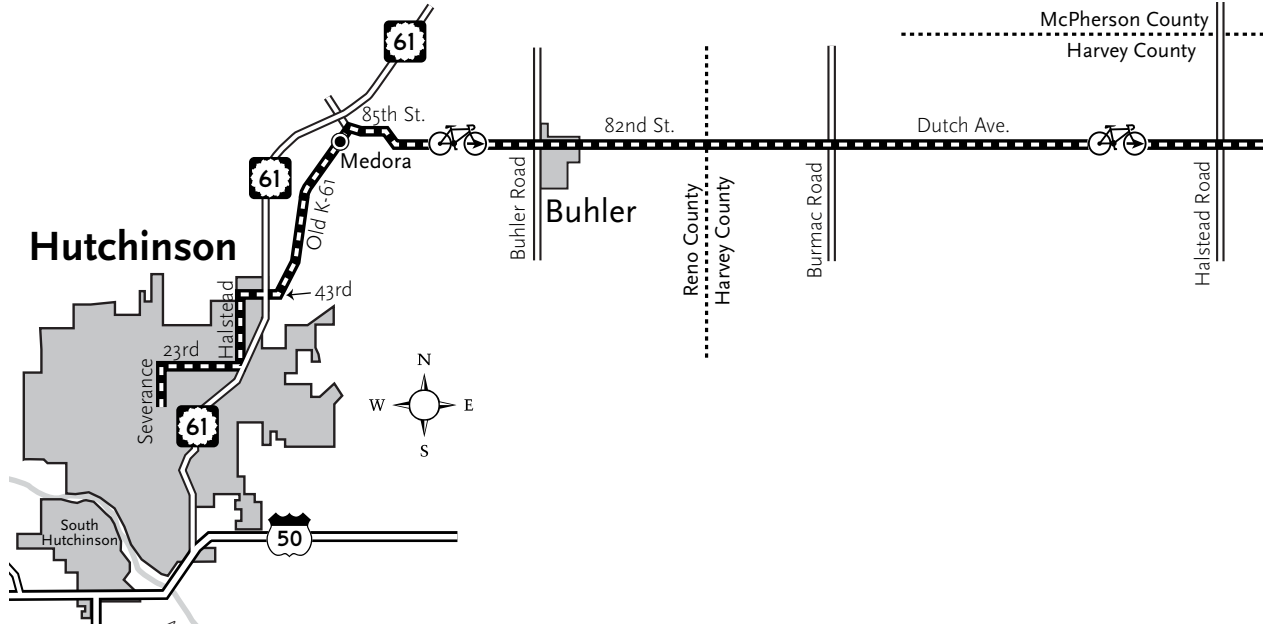 McPherson County
Harvey County
61
85th St.
82nd St.
Dutch Ave.
Medora
61
Buhler Road
Buhler
Reno County
Harvey County
Burmac Road
Halstead Road
Old K-61
Hutchinson
43rd
Halstead
23rd
Severance
61
N
W
E
S
South
Hutchinson
50